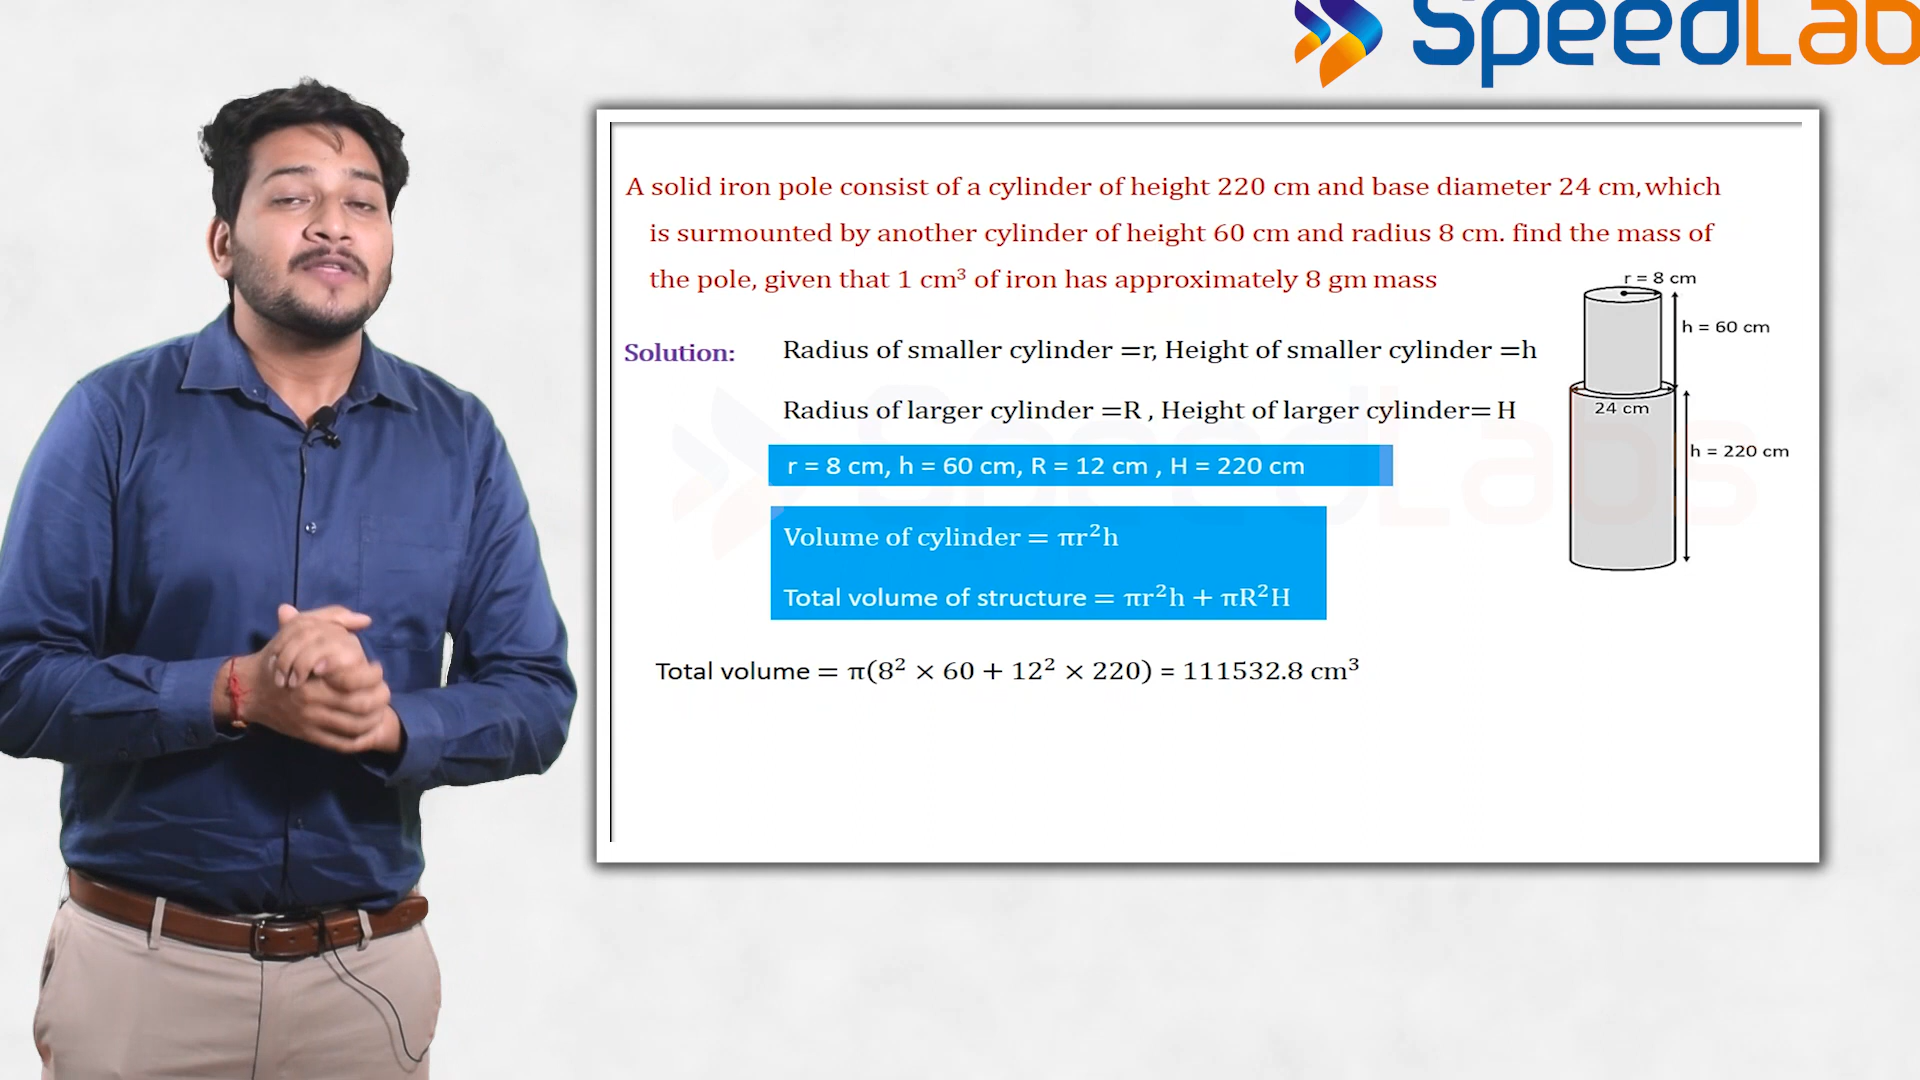 SpeedLab
A solid iron pole consist of a cylinder of height 220 cm and base diameter 24 cm, which
is surmounted by another cylinder of height 60 cm and radius 8 cm. find the mass of
the pole, given that 1 cm³ of iron has approximately 8 gm mass
r = 8 cm
h = 60 cm
24 cm
h = 220 cm
Solution:
Radius of smaller cylinder =r, Height of smaller cylinder =h
Radius of larger cylinder =R , Height of larger cylinder= H
r = 8 cm, h = 60 cm, R = 12 cm , H = 220 cm
Volume of cylinder = πr²h
Total volume of structure = πr²h + πR²H
Total volume = π(8² × 60 + 12² × 220) = 111532.8 cm³
SpeedLabs